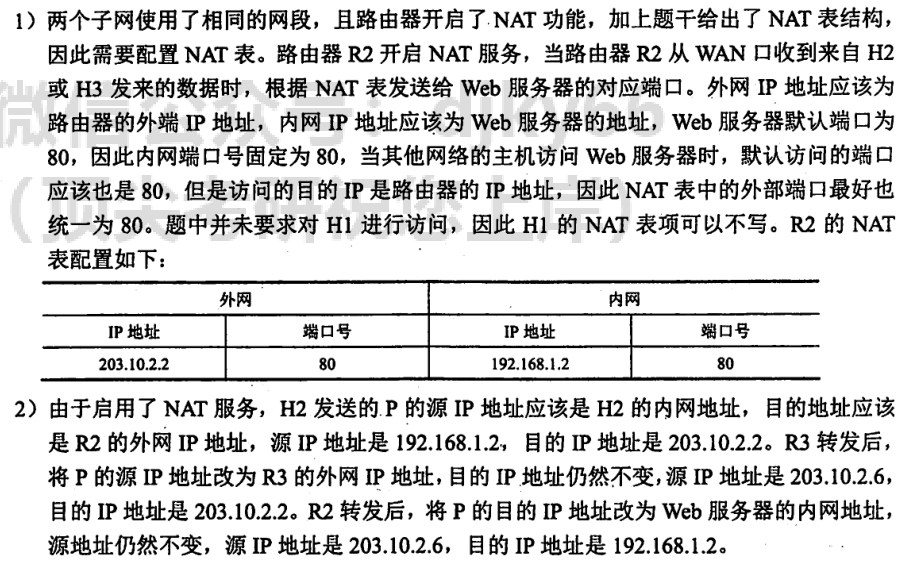 1）两个子网使用了相同的网段，且路由器开启了 NAT 功能，加上题干给出了 NAT 表结构，
因此需要配置 NAT 表。路由器 R2 开启 NAT 服务，当路由器 R2 从 WAN 口收到来自 H2
或 H3 发来的数据时，根据 NAT 表发送给 Web 服务器的对应端口。外网 IP 地址应该为
路由器的外端 IP 地址，内网 IP 地址应该为 Web 服务器的地址，Web 服务器默认端口为
80，因此内网端口号固定为 80，当其他网络的主机访问 Web 服务器时，默认访问的端口
应该也是 80，但是访问的目的 IP 是路由器的 IP 地址，因此 NAT 表中的外部端口最好也
统一为 80。题中并未要求对 H1 进行访问，因此 H1 的 NAT 表项可以不写。R2 的 NAT
表配置如下：
外网 内网
IP 地址 端口号 IP 地址 端口号
203.10.2.2 80 192.168.1.2 80
2）由于启用了 NAT 服务，H2 发送的 P 的源 IP 地址应该是 H2 的内网地址，目的地址应该
是 R2 的外网 IP 地址，源 IP 地址是 192.168.1.2，目的 IP 地址是 203.10.2.2。R3 转发后，
将 P 的源 IP 地址改为 R3 的外网 IP 地址，目的 IP 地址仍然不变，源 IP 地址是 203.10.2.6，
目的 IP 地址是 203.10.2.2。R2 转发后，将 P 的目的 IP 地址改为 Web 服务器的内网地址，
源地址仍然不变，源 IP 地址是 203.10.2.6，目的 IP 地址是 192.168.1.2。